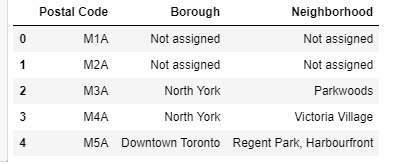 Postal Code Borough Neighborhood
0 M1A Not assigned Not assigned
1 M2A Not assigned Not assigned
2 M3A North York Parkwoods
3 M4A North York Victoria Village
4 M5A Downtown Toronto Regent Park, Harbourfront